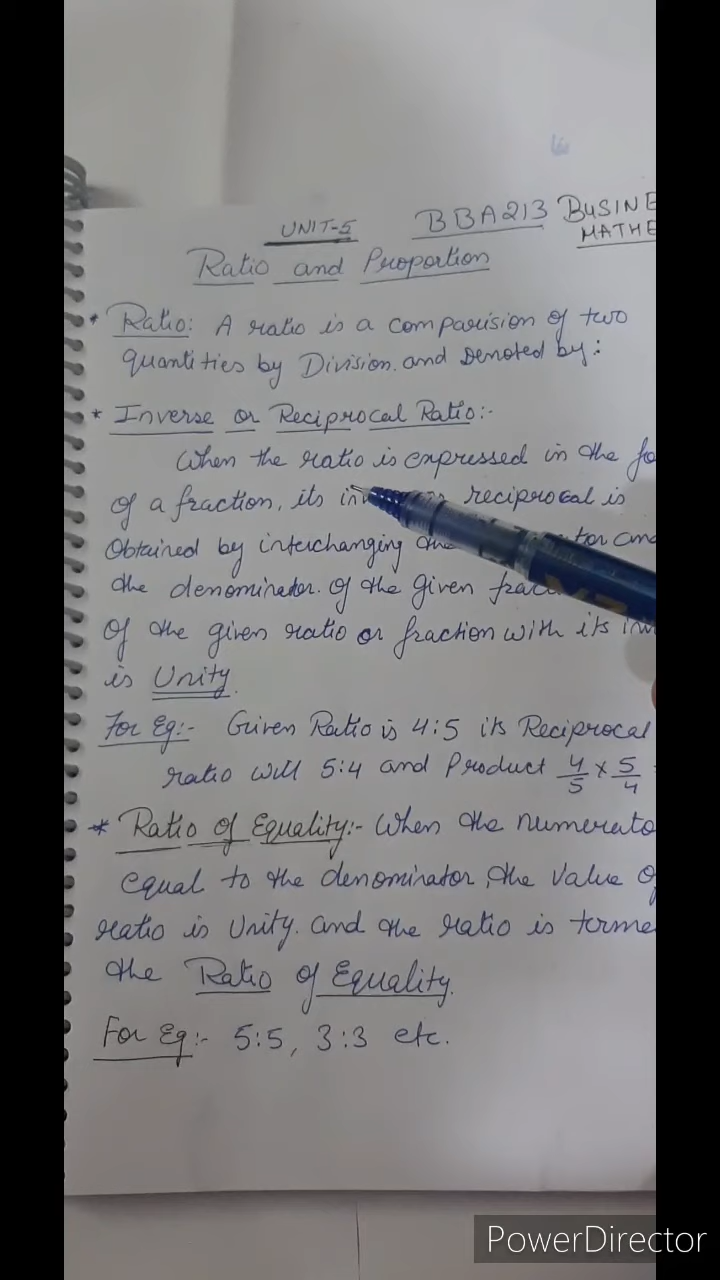 UNIT-5 BBA213 BUSINE
MATHE
Ratio and Proportion
* Ratio: A ratio is a comparision of two
quantities by Division. and Denoted by:
* Inverse or Reciprocal Ratio:-
When the ratio is expressed in the fo
of a fraction, its in reciprocal is
Obtained by interchanging the tor and
the denominator. Of the given frac
Of the given ratio or fraction with its inv
is Unity.
For Eg:- Given Ratio is 4:5 its Reciprocal
ratio will 5:4 and Product 4/5 × 5/4
* Ratio of Equality:- When the numerato
equal to the denominator, the value o
ratio is Unity. and the ratio is terme
the Ratio of Equality.
For Eg:- 5:5, 3:3 etc.
PowerDirector